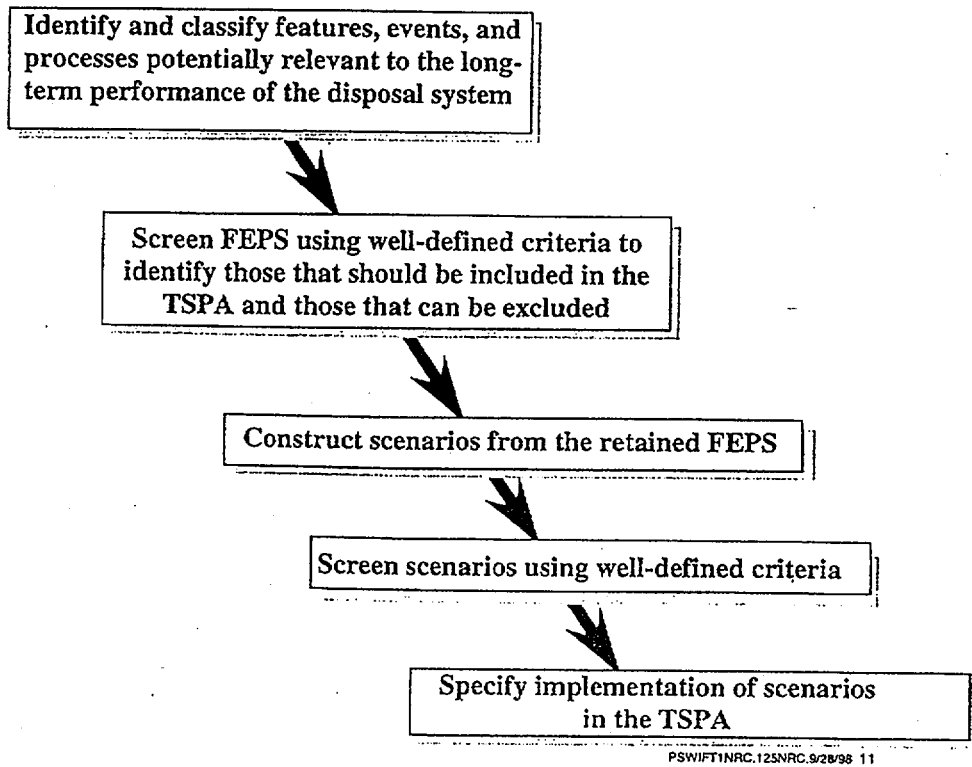 Identify and classify features, events, and
processes potentially relevant to the long-
term performance of the disposal system
Screen FEPS using well-defined criteria to
identify those that should be included in the
TSPA and those that can be excluded
Construct scenarios from the retained FEPS
Screen scenarios using well-defined criteria
Specify implementation of scenarios
in the TSPA
PSWIFT1NRC.125NRC.9/28/98 11